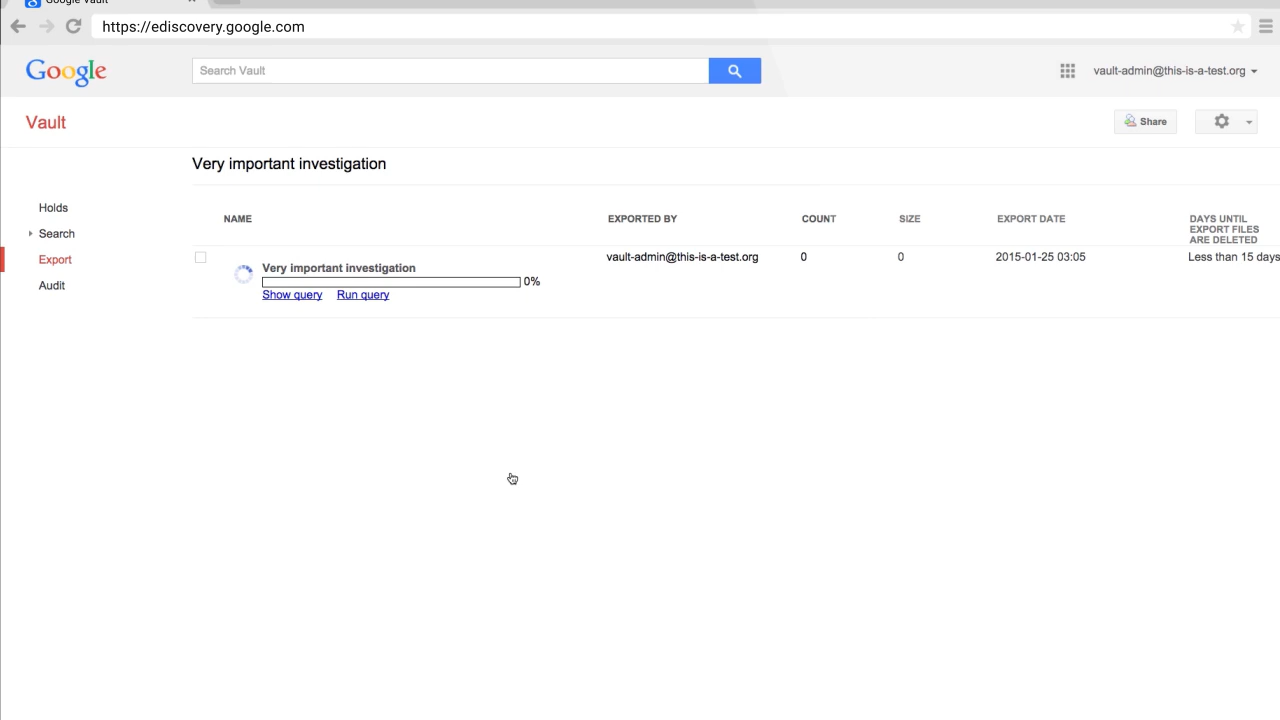 Google Vault
https://ediscovery.google.com
Google
Search Vault
vault-admin@this-is-a-test.org
Vault
Share
Very important investigation
Holds
Search
Export
Audit
NAME
EXPORTED BY
COUNT
SIZE
EXPORT DATE
DAYS UNTIL
EXPORT FILES
ARE DELETED
Very important investigation
0%
Show query Run query
vault-admin@this-is-a-test.org
0
0
2015-01-25 03:05
Less than 15 days